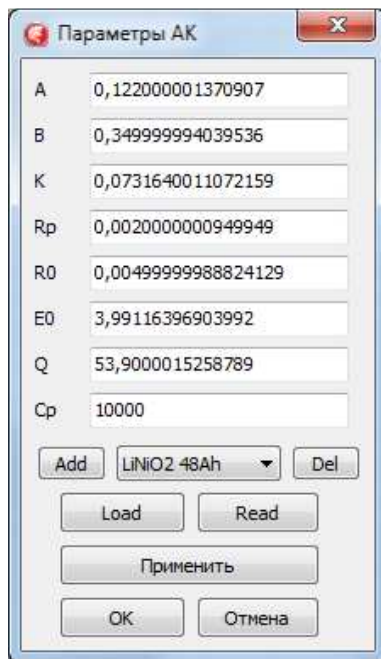 Параметры АК
A 0,122000001370907
B 0,349999994039536
K 0,0731640011072159
Rp 0,0020000000949949
R0 0,00499999988824129
E0 3,99116396903992
Q 53,9000015258789
Cp 10000
Add LiNiO2 48Ah Del
Load Read
Применить
OK Отмена